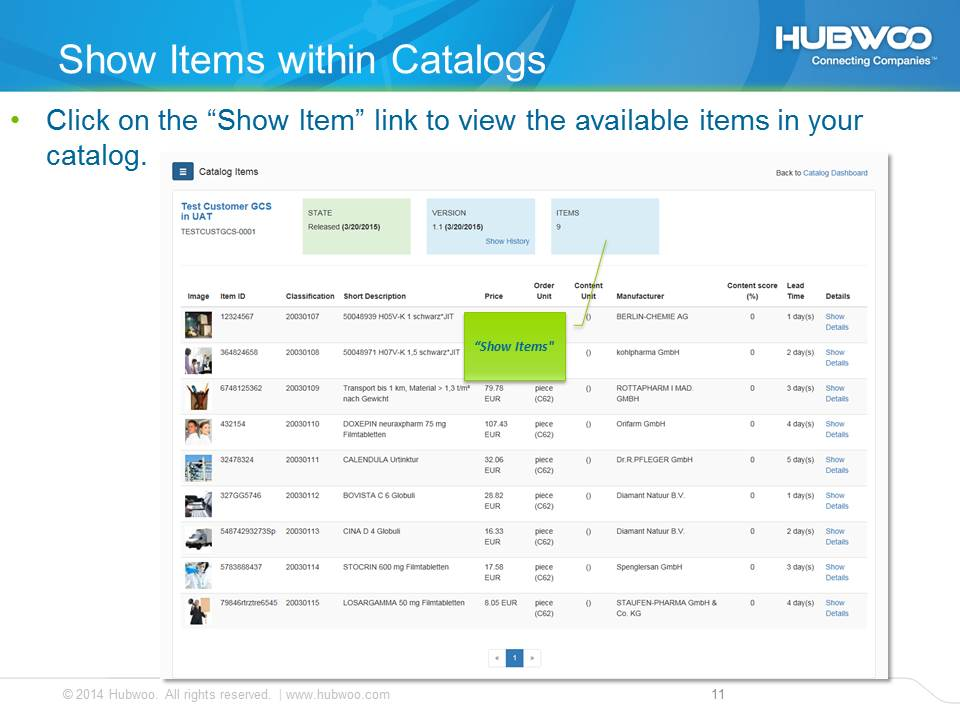 Show Items within Catalogs
HUBWOO
Connecting Companies™
• Click on the “Show Item” link to view the available items in your
catalog.
Catalog Items
Back to Catalog Dashboard
Test Customer GCS
in UAT
TESTCUSTGCS-0001
STATE
Released (3/20/2015)
VERSION
1.1 (3/20/2015)
Show History
ITEMS
9
Image Item ID Classification Short Description Price Order Unit Content Unit Manufacturer Content score (%) Lead Time Details
12324567 20030107 50048939 H05V-K 1 schwarz*JIT () BERLIN-CHEMIE AG 0 1 day(s) Show
Details
“Show Items"
364824658 20030108 50048971 H07V-K 1,5 schwarz*JIT () kohlpharma GmbH 0 2 day(s) Show
Details
6748125362 20030109 Transport bis 1 km, Material > 1,3 t/m³ 79.78 piece () ROTTAPHARM I MAD. 0 3 day(s) Show
nach Gewicht EUR (C62) GMBH Details
432154 20030110 DOXEPIN neuraxpharm 75 mg 107.43 piece () Orifarm GmbH 0 4 day(s) Show
Filmtabletten EUR (C62) Details
32478324 20030111 CALENDULA Urtinktur 32.06 piece () Dr.R.PFLEGER GmbH 0 5 day(s) Show
EUR (C62) Details
327GG5746 20030112 BOVISTA C 6 Globuli 28.82 piece () Diamant Natuur B.V. 0 1 day(s) Show
EUR (C62) Details
54874293273Sp 20030113 CINA D 4 Globuli 16.33 piece () Diamant Natuur B.V. 0 2 day(s) Show
EUR (C62) Details
5783888437 20030114 STOCRIN 600 mg Filmtabletten 17.58 piece () Spenglersan GmbH 0 3 day(s) Show
EUR (C62) Details
79846rtrztre6545 20030115 LOSARGAMMA 50 mg Filmtabletten 8.05 EUR piece () STAUFEN-PHARMA GmbH & 0 4 day(s) Show
(C62) Co. KG Details
« 1 »
© 2014 Hubwoo. All rights reserved. | www.hubwoo.com
11